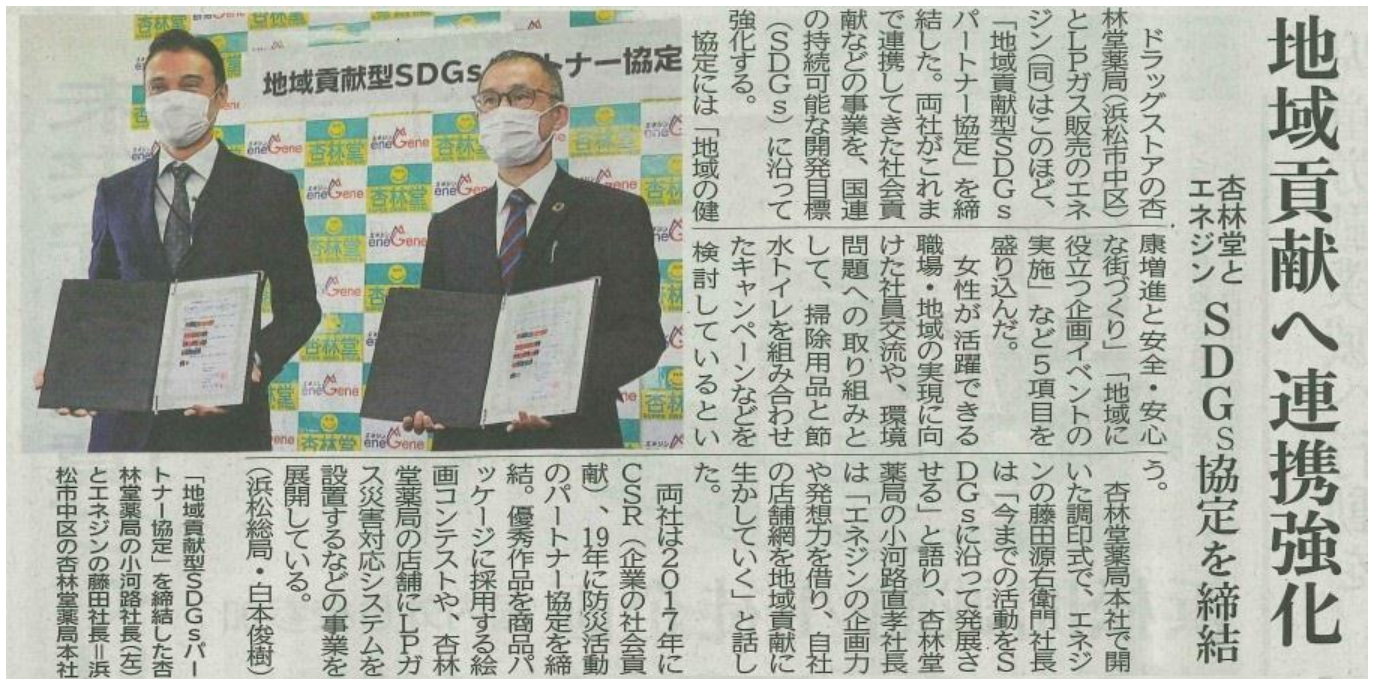 地域貢献へ連携強化
杏林堂と
エネジン
SDGs協定を締結
ドラッグストアの杏
林堂薬局(浜松市中区)
とLPガス販売のエネ
ジン(同)はこのほど、
「地域貢献型SDGs
パートナー協定」を締
結した。両社がこれま
で連携してきた社会貢
献などの事業を、国連
の持続可能な開発目標
(SDGs)に沿って
強化する。
協定には「地域の健
康増進と安全・安心
な街づくり」「地域に
役立つ企画イベントの
実施」など5項目を
盛り込んだ。
女性が活躍できる
職場・地域の実現に向
けた社員交流や、環境
問題への取り組みと
して、掃除用品と節
水トイレを組み合わせ
たキャンペーンなどを
検討しているとい
う。
杏林堂薬局本社で開
いた調印式で、エネジ
ンの藤田源右衛門社長
は「今までの活動をS
DGsに沿って発展さ
せる」と語り、杏林堂
薬局の小河路直孝社長
は「エネジンの企画力
や発想力を借り、自社
の店舗網を地域貢献に
生かしていく」と話し
た。
両社は2017年に
CSR(企業の社会貢
献)、19年に防災活動
のパートナー協定を締
結。優秀作品を商品パ
ッケージに採用する絵
画コンテストや、杏林
堂薬局の店舗にLPガ
ス災害対応システムを
設置するなどの事業を
展開している。
(浜松総局・白本俊樹)
地域貢献型SDGs
トナー協定
杏林堂
エネジン
eneGene
「地域貢献型SDGsパー
トナー協定」を締結した杏
林堂薬局の小河路社長(左)
とエネジンの藤田社長=浜
松市中区の杏林堂薬局本社